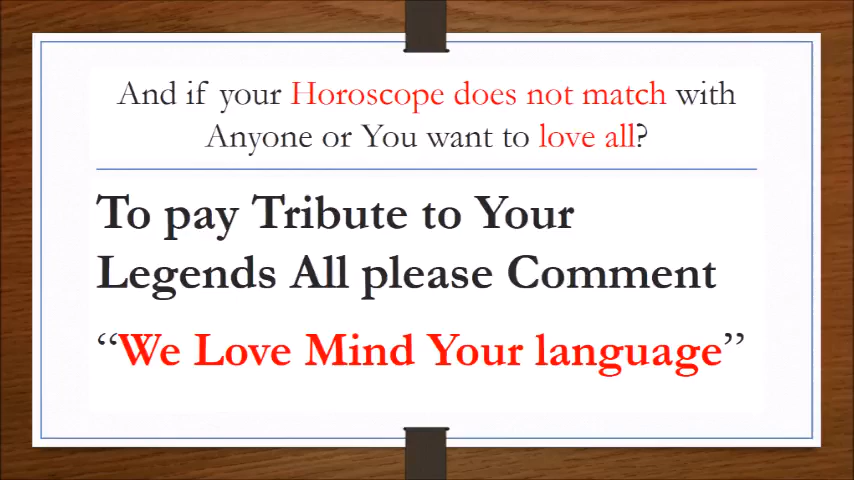 And if your Horoscope does not match with
Anyone or You want to love all?
To pay Tribute to Your
Legends All please Comment
“We Love Mind Your language”